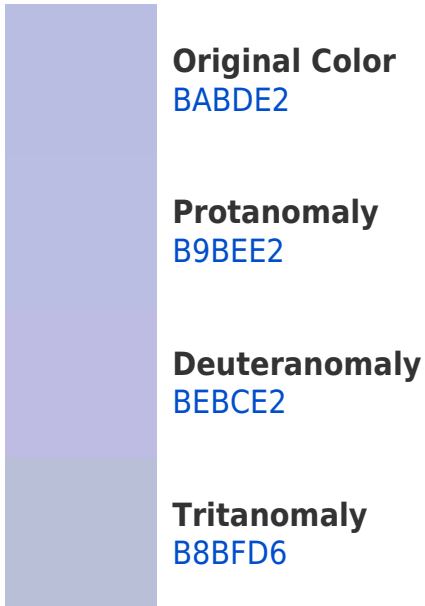 Original Color
BABDE2
Protanomaly
B9BEE2
Deuteranomaly
BEBCE2
Tritanomaly
B8BFD6